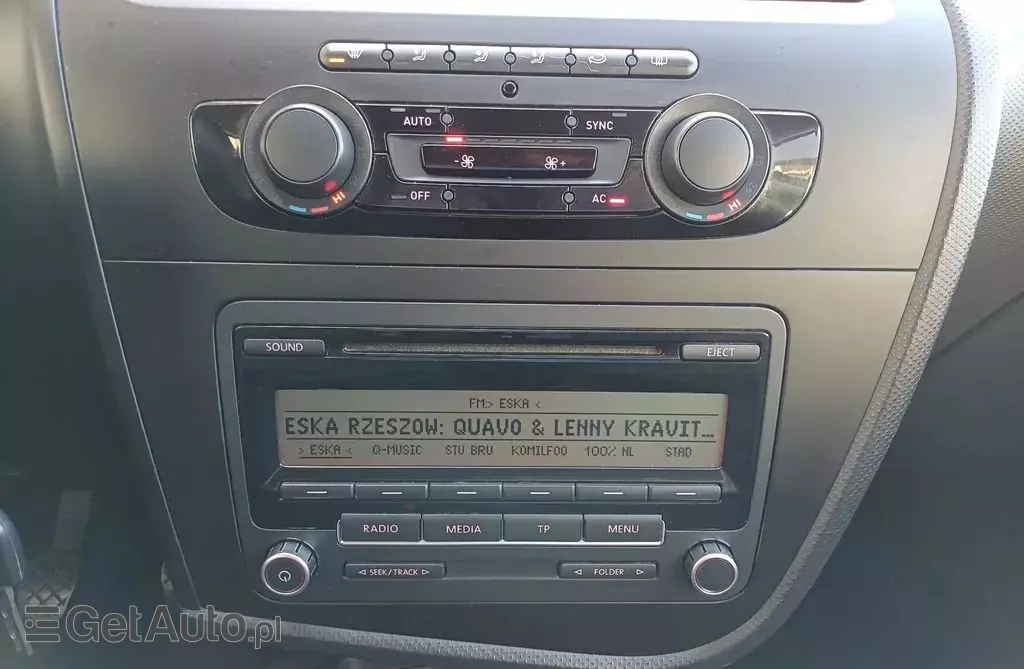 AUTO
SYNC
- +
OFF
AC
HI
HI
SOUND
EJECT
FM:> ESKA <
ESKA RZESZOW: QUAVO & LENNY KRAVIT...
> ESKA < Q-MUSIC STU BRU KOMILFOO 100% NL STAD
RADIO MEDIA TP MENU
◁ SEEK/TRACK ▷ ◁ FOLDER ▷
GetAuto.pl